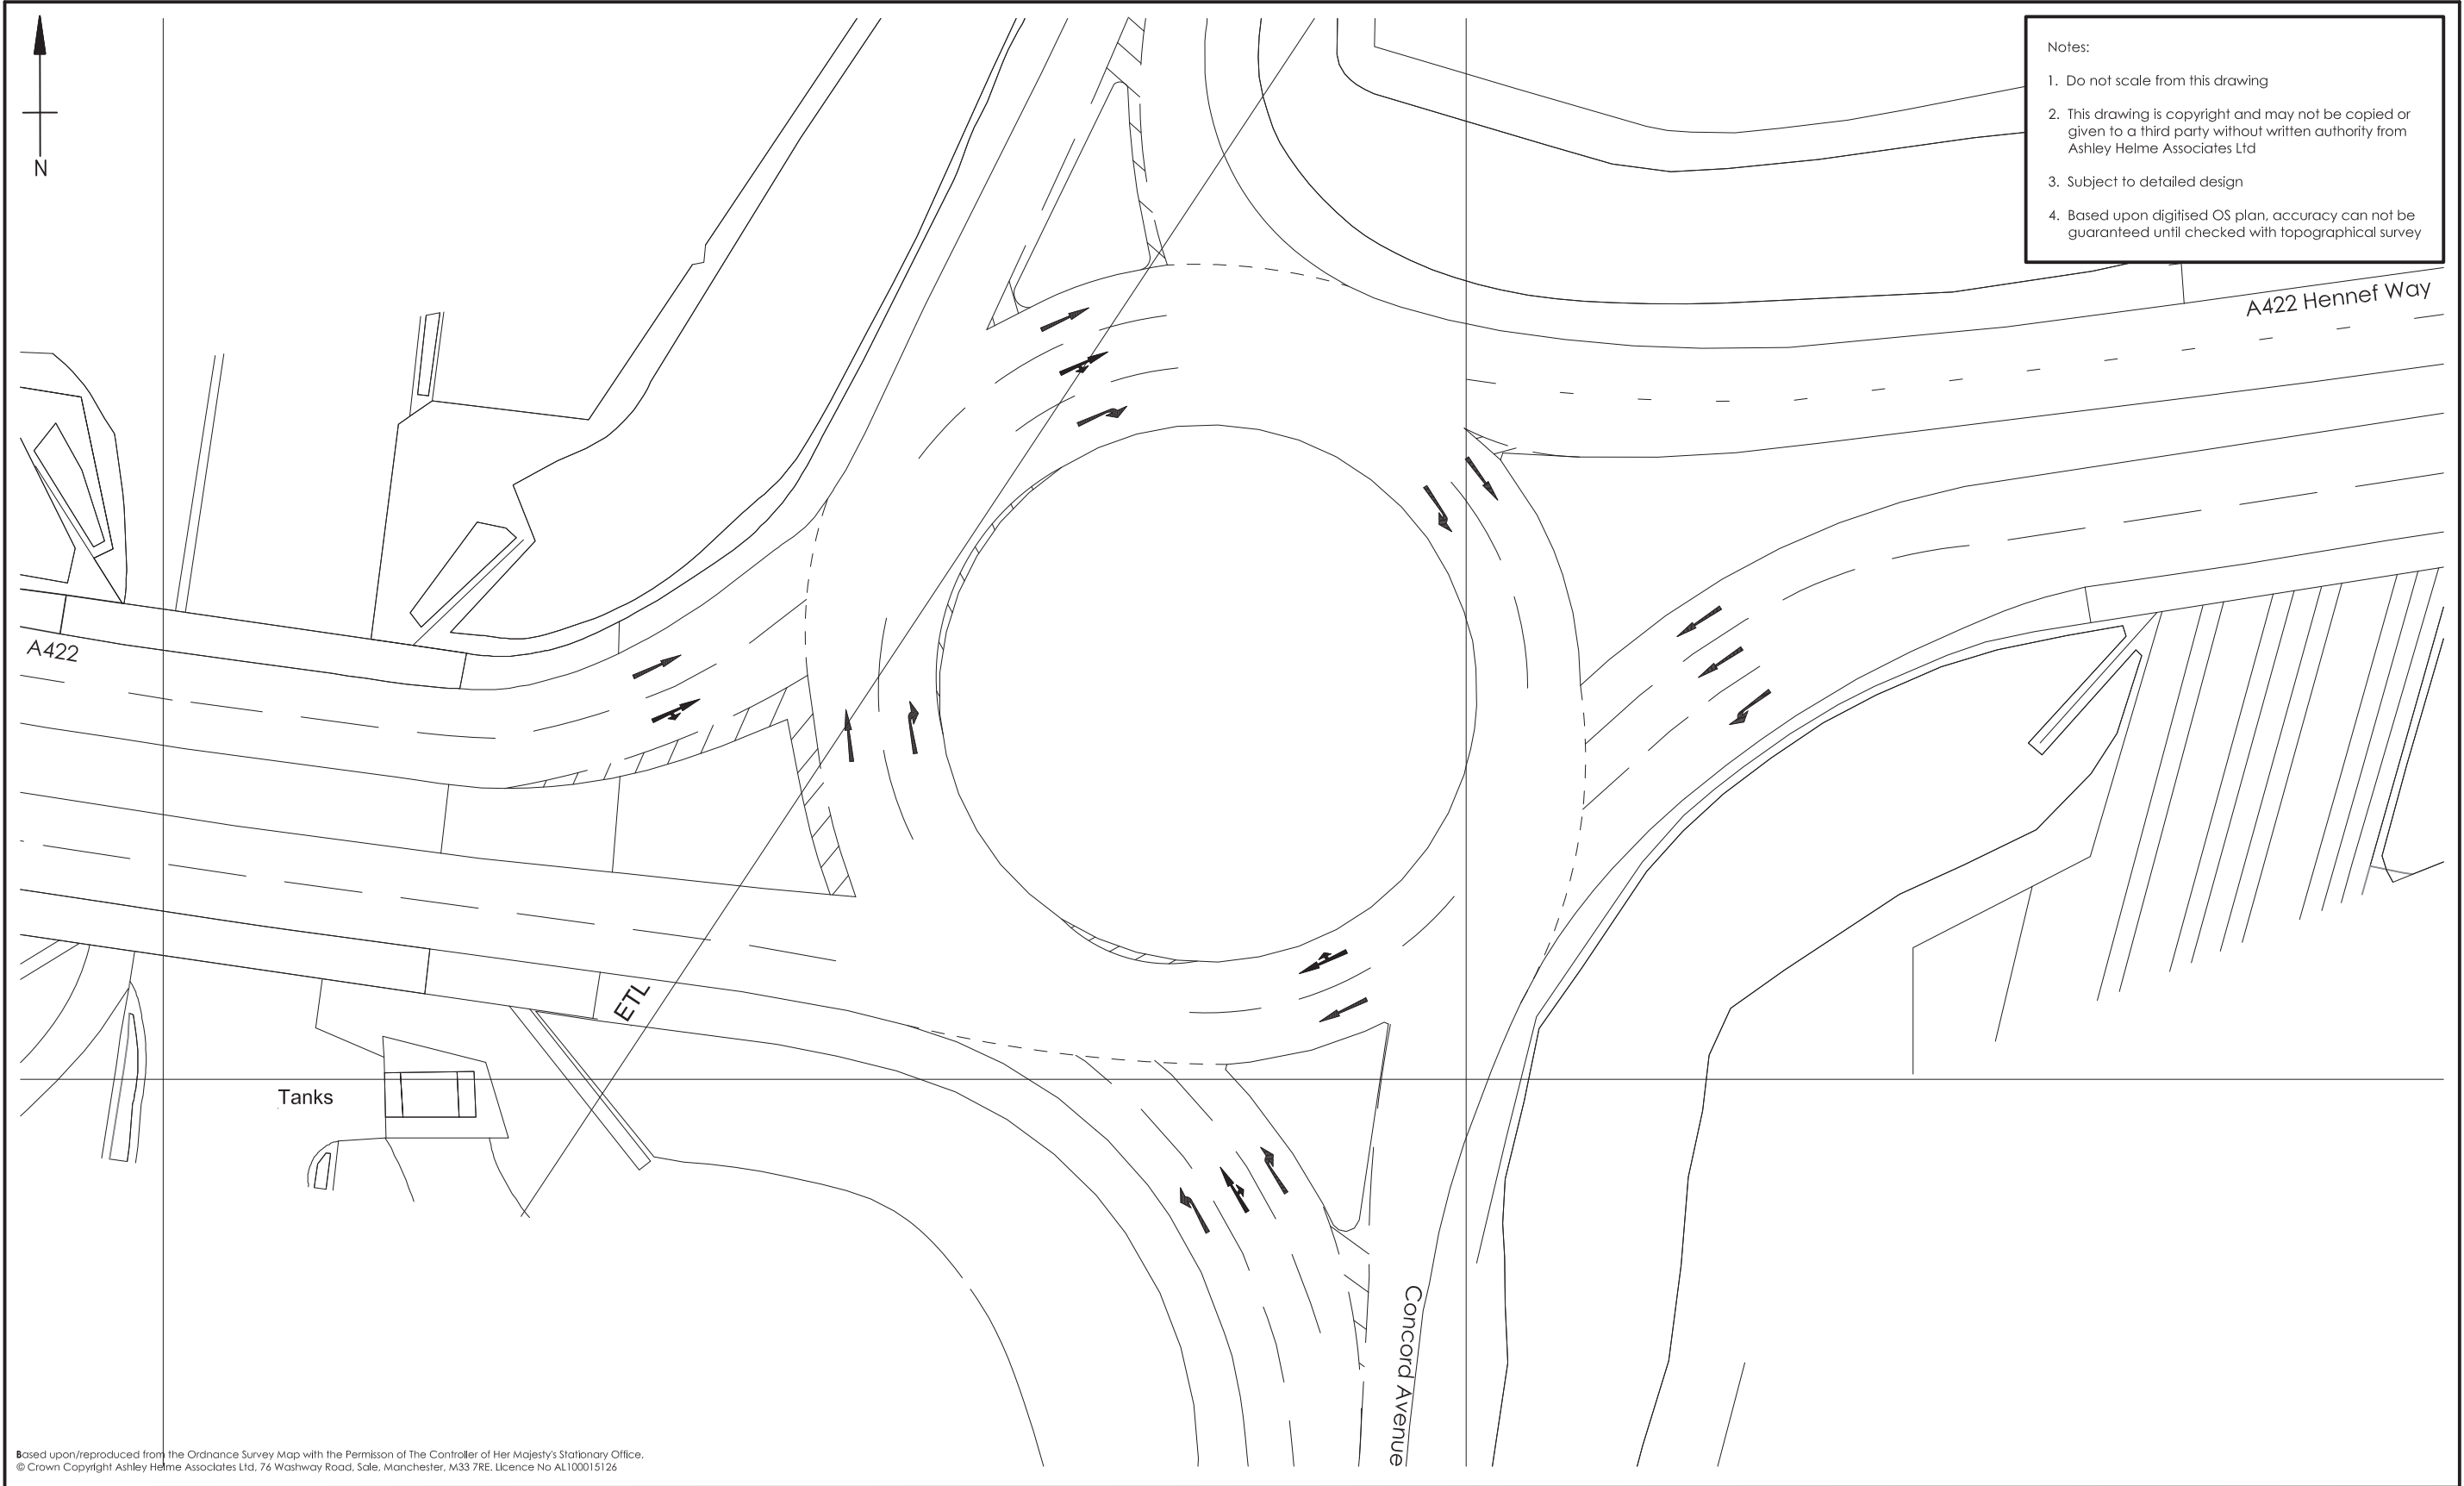 N
Notes:
1. Do not scale from this drawing
2. This drawing is copyright and may not be copied or
given to a third party without written authority from
Ashley Helme Associates Ltd
3. Subject to detailed design
4. Based upon digitised OS plan, accuracy can not be
guaranteed until checked with topographical survey
A422 Hennef Way
A422
ETL
Tanks
Concord Avenue
Based upon/reproduced from the Ordnance Survey Map with the Permisson of The Controller of Her Majesty's Stationary Office.
© Crown Copyright Ashley Helme Associates Ltd, 76 Washway Road, Sale, Manchester, M33 7RE. Licence No AL100015126